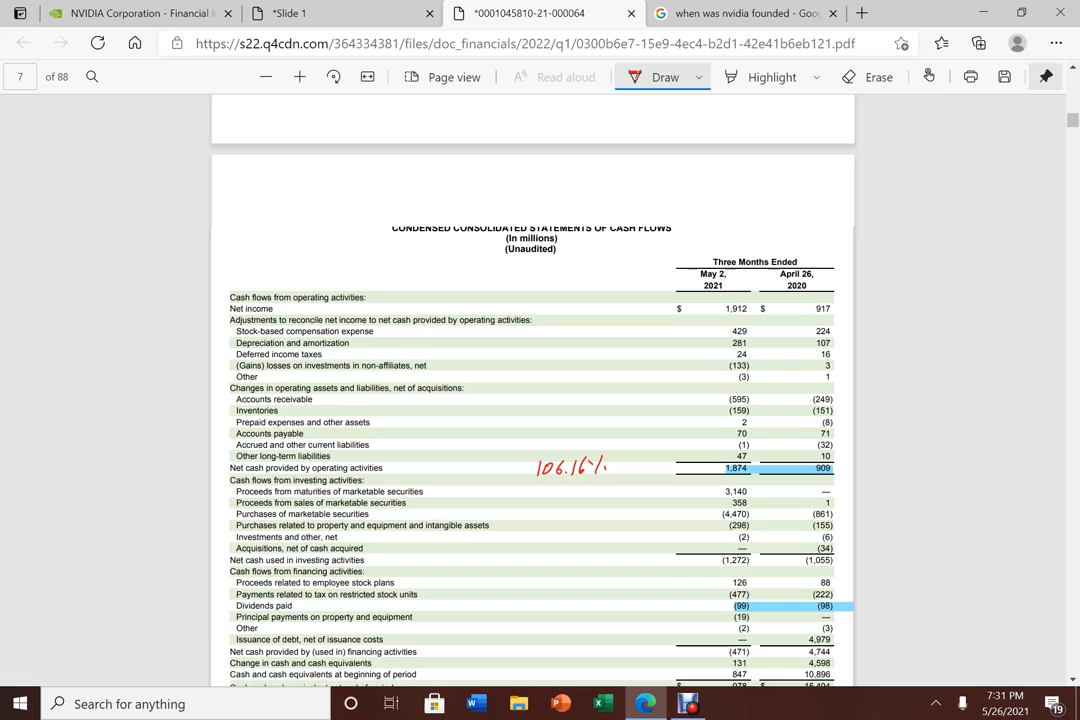 NVIDIA Corporation - Financial I
*Slide 1
*0001045810-21-000064
when was nvidia founded - Goo
https://s22.q4cdn.com/364334381/files/doc_financials/2022/q1/0300b6e7-15e9-4ec4-b2d1-42e41b6eb121.pdf
7 of 88 Page view Read aloud Draw Highlight Erase
CONDENSED CONSOLIDATED STATEMENTS OF CASH FLOWS
(In millions)
(Unaudited)
Three Months Ended
May 2, April 26,
2021 2020
Cash flows from operating activities:
Net income $ 1,912 $ 917
Adjustments to reconcile net income to net cash provided by operating activities:
Stock-based compensation expense 429 224
Depreciation and amortization 281 107
Deferred income taxes 24 16
(Gains) losses on investments in non-affiliates, net (133) 3
Other (3) 1
Changes in operating assets and liabilities, net of acquisitions:
Accounts receivable (595) (249)
Inventories (159) (151)
Prepaid expenses and other assets 2 (8)
Accounts payable 70 71
Accrued and other current liabilities (1) (32)
Other long-term liabilities 47 10
Net cash provided by operating activities 106.16% 1,874 909
Cash flows from investing activities:
Proceeds from maturities of marketable securities 3,140 —
Proceeds from sales of marketable securities 358 1
Purchases of marketable securities (4,470) (861)
Purchases related to property and equipment and intangible assets (298) (155)
Investments and other, net (2) (6)
Acquisitions, net of cash acquired — (34)
Net cash used in investing activities (1,272) (1,055)
Cash flows from financing activities:
Proceeds related to employee stock plans 126 88
Payments related to tax on restricted stock units (477) (222)
Dividends paid (99) (98)
Principal payments on property and equipment (19) —
Other (2) (3)
Issuance of debt, net of issuance costs — 4,979
Net cash provided by (used in) financing activities (471) 4,744
Change in cash and cash equivalents 131 4,598
Cash and cash equivalents at beginning of period 847 10,896
$ 978 $ 15,494
Type here to search
7:31 PM
5/26/2021
19